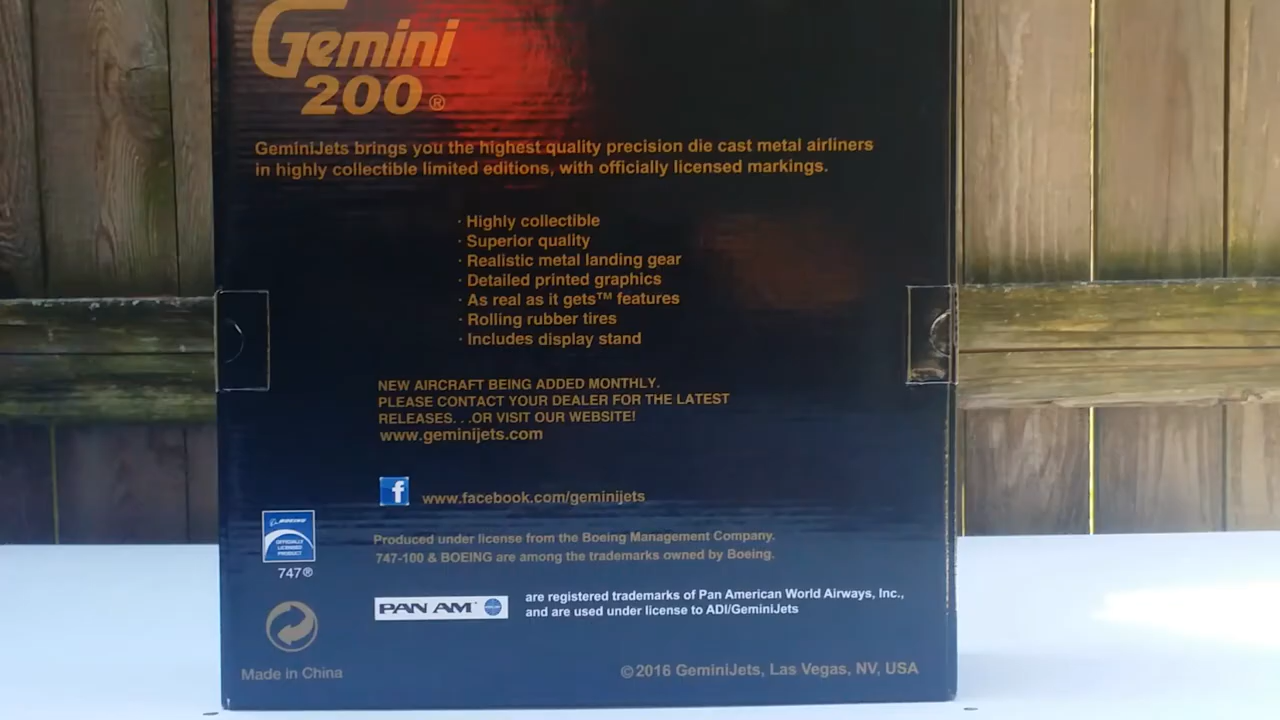 Gemini
200®
GeminiJets brings you the highest quality precision die cast metal airliners
in highly collectible limited editions, with officially licensed markings.
· Highly collectible
· Superior quality
· Realistic metal landing gear
· Detailed printed graphics
· As real as it gets™ features
· Rolling rubber tires
· Includes display stand
NEW AIRCRAFT BEING ADDED MONTHLY.
PLEASE CONTACT YOUR DEALER FOR THE LATEST
RELEASES. . .OR VISIT OUR WEBSITE!
www.geminijets.com
f www.facebook.com/geminijets
BOEING
OFFICIALLY
LICENSED
PRODUCT
747®
Produced under license from the Boeing Management Company.
747-100 & BOEING are among the trademarks owned by Boeing.
PAN AM
are registered trademarks of Pan American World Airways, Inc.,
and are used under license to ADI/GeminiJets
Made in China
©2016 GeminiJets, Las Vegas, NV, USA